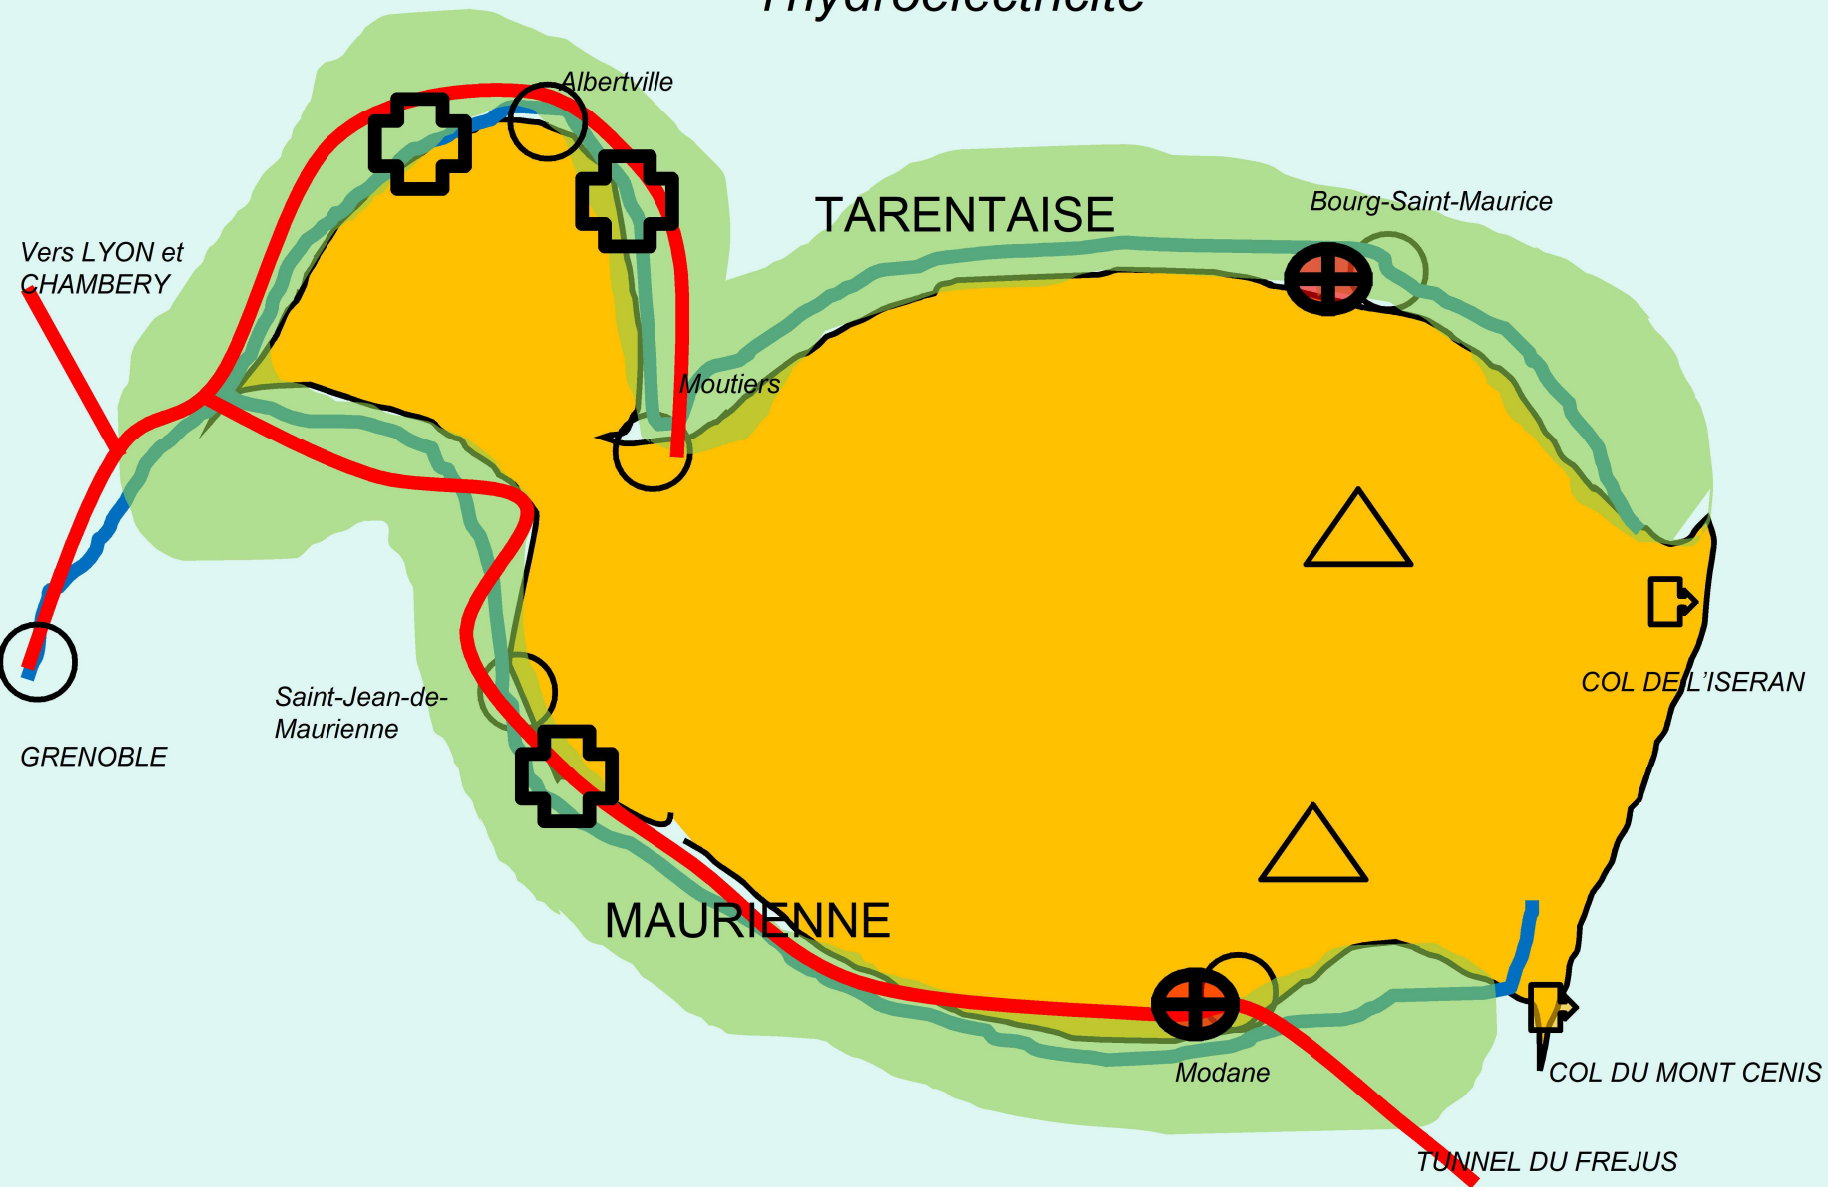 l'hydroélectricité
Albertville
TARENTAISE
Bourg-Saint-Maurice
Vers LYON et
CHAMBERY
Moutiers
COL DE L'ISERAN
Saint-Jean-de-
Maurienne
GRENOBLE
MAURIENNE
Modane
COL DU MONT CENIS
TUNNEL DU FREJUS